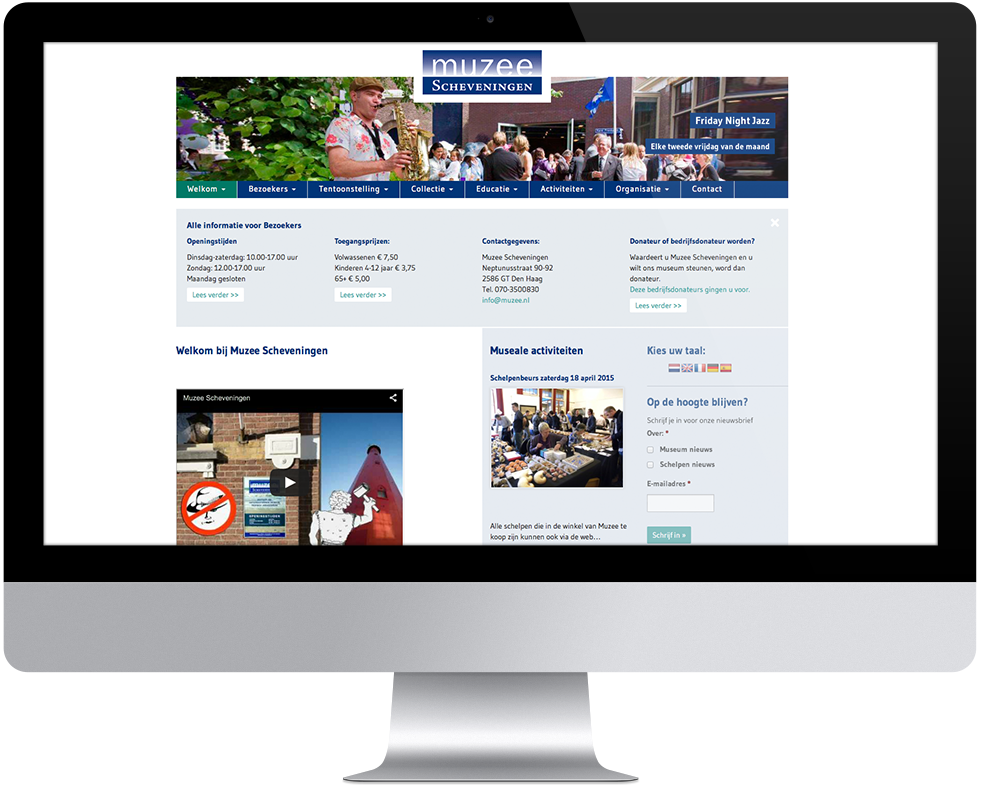 muzee
SCHEVENINGEN
Friday Night Jazz
Elke tweede vrijdag van de maand
Welkom Bezoekers Tentoonstelling Collectie Educatie Activiteiten Organisatie Contact
Alle informatie voor Bezoekers
Openingstijden
Dinsdag-zaterdag: 10.00-17.00 uur
Zondag: 12.00-17.00 uur
Maandag gesloten
Lees verder >>
Toegangsprijzen:
Volwassenen € 7,50
Kinderen 4-12 jaar € 3,75
65+ € 5,00
Lees verder >>
Contactgegevens:
Muzee Scheveningen
Neptunusstraat 90-92
2586 GT Den Haag
Tel. 070-3500830
info@muzee.nl
Donateur of bedrijfsdonateur worden?
Waardeert u Muzee Scheveningen en u
wilt ons museum steunen, word dan
donateur.
Deze bedrijfsdonateurs gingen u voor.
Lees verder >>
Welkom bij Muzee Scheveningen
Muzee Scheveningen
Museale activiteiten
Schelpenbeurs zaterdag 18 april 2015
Alle schelpen die in de winkel van Muzee te
koop zijn kunnen ook via de web...
Kies uw taal:
Op de hoogte blijven?
Schrijf je in voor onze nieuwsbrief
Over: *
Museum nieuws
Schelpen nieuws
E-mailadres *
Schrijf in »